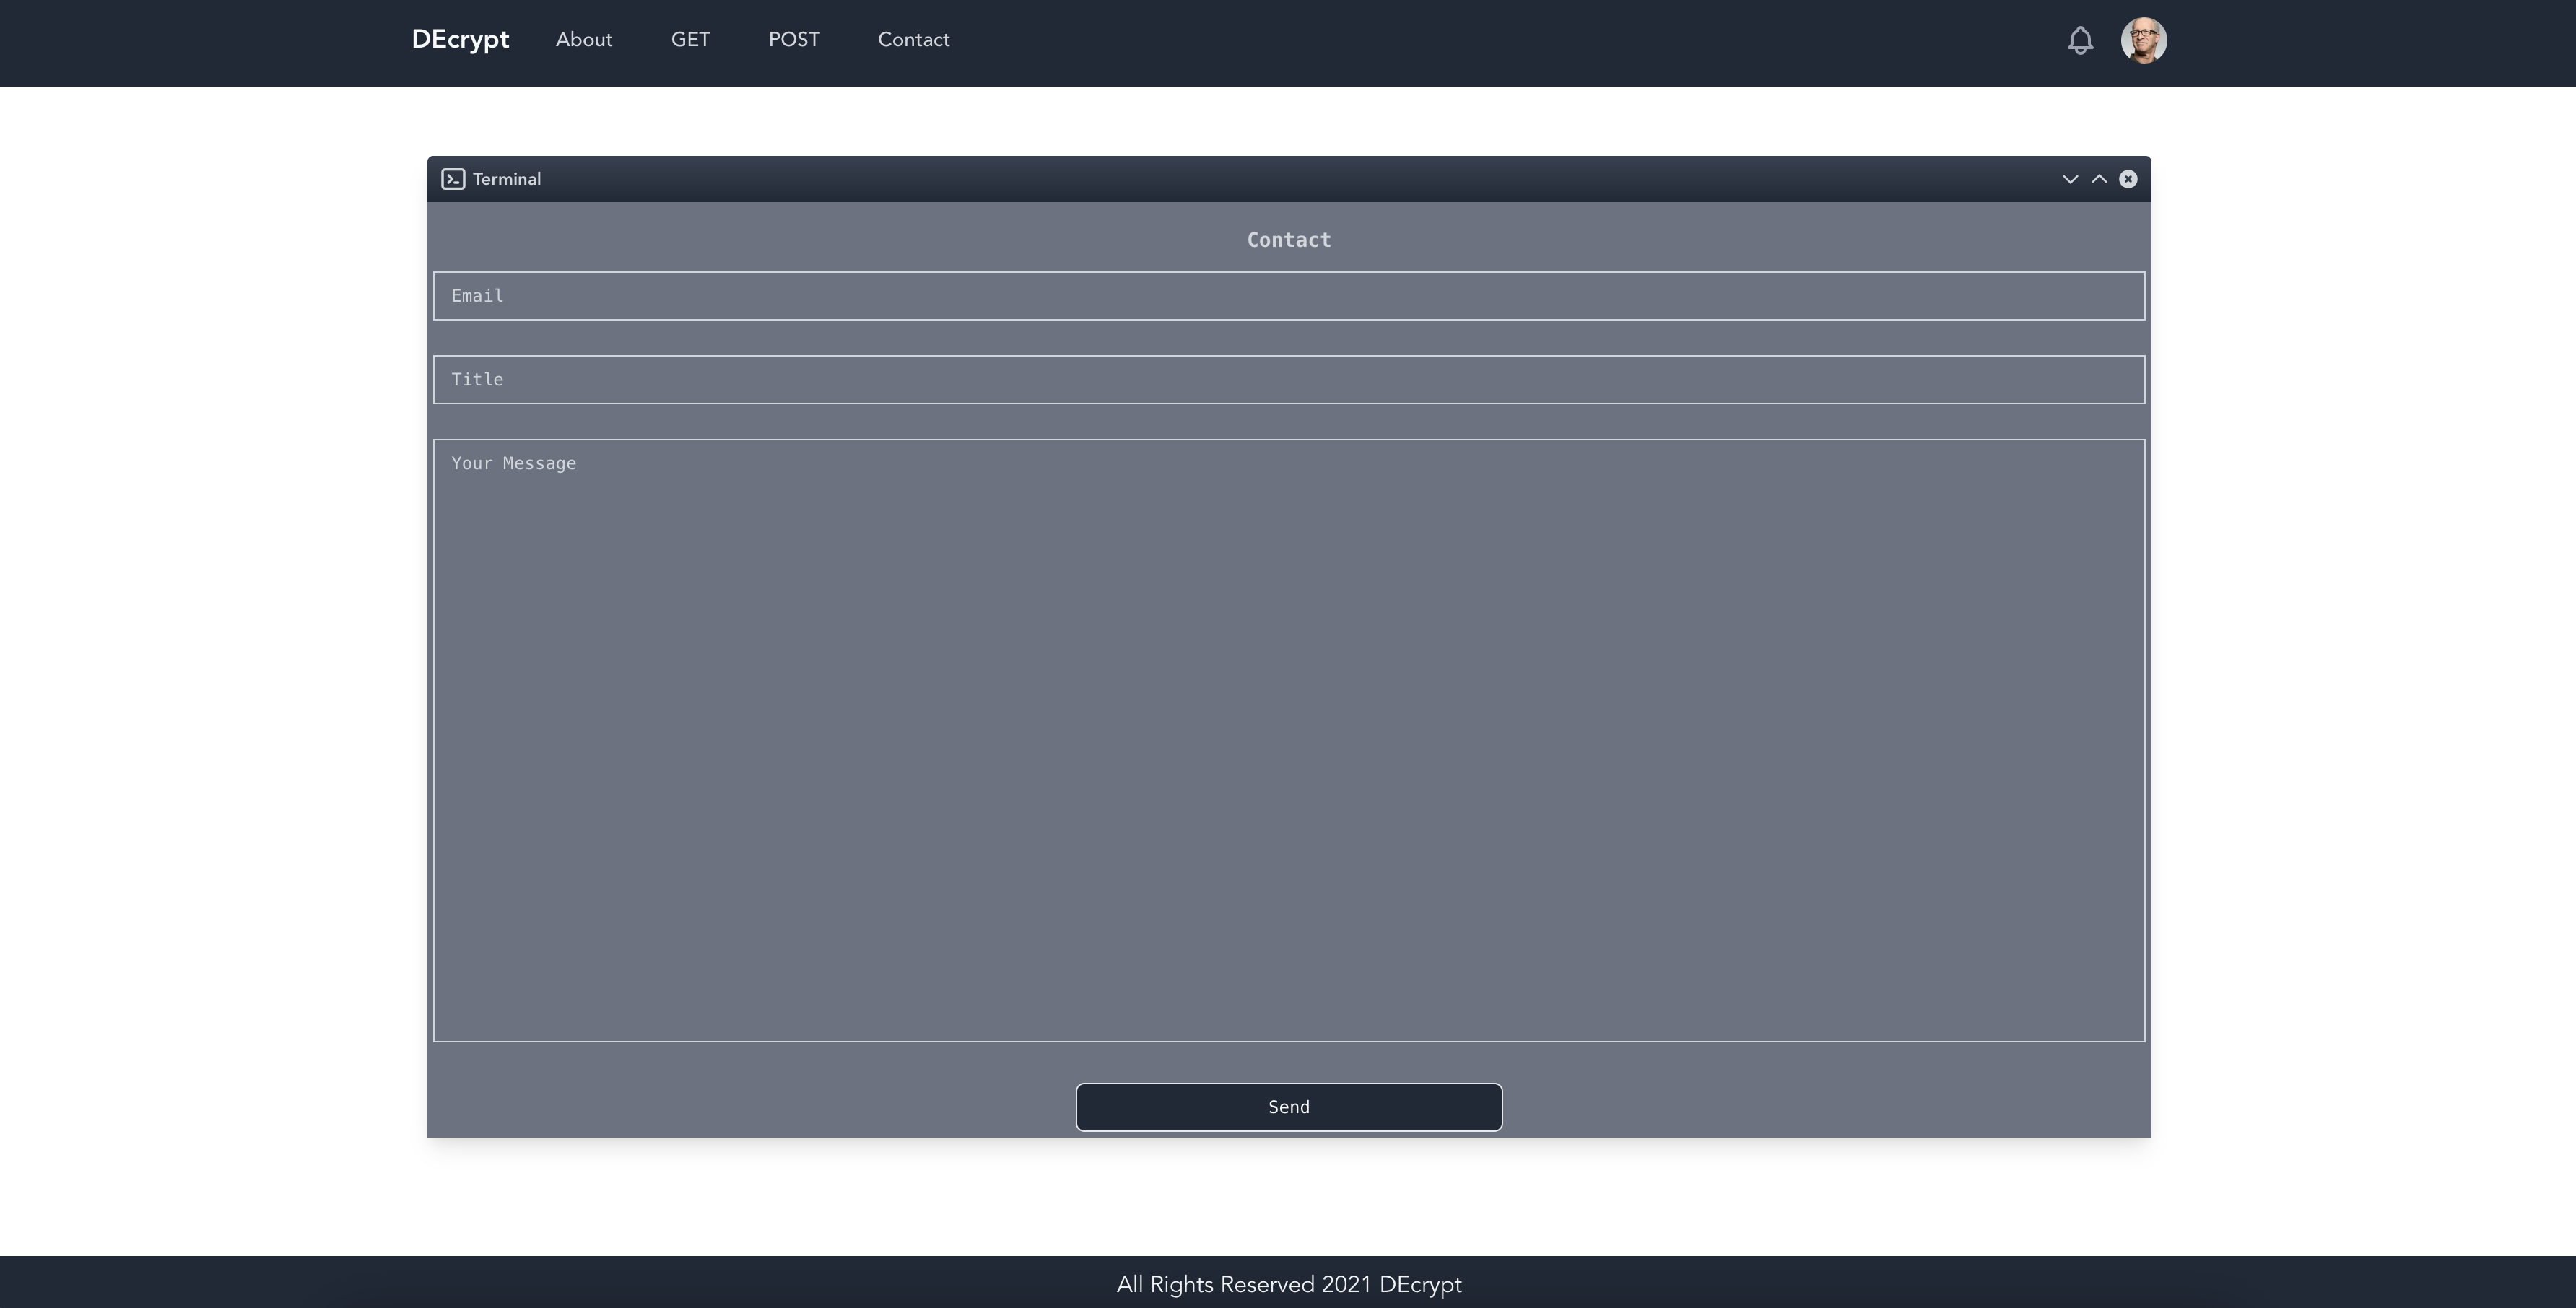 DEcrypt About GET POST Contact
Terminal
Contact
Email
Title
Your Message
Send
All Rights Reserved 2021 DEcrypt